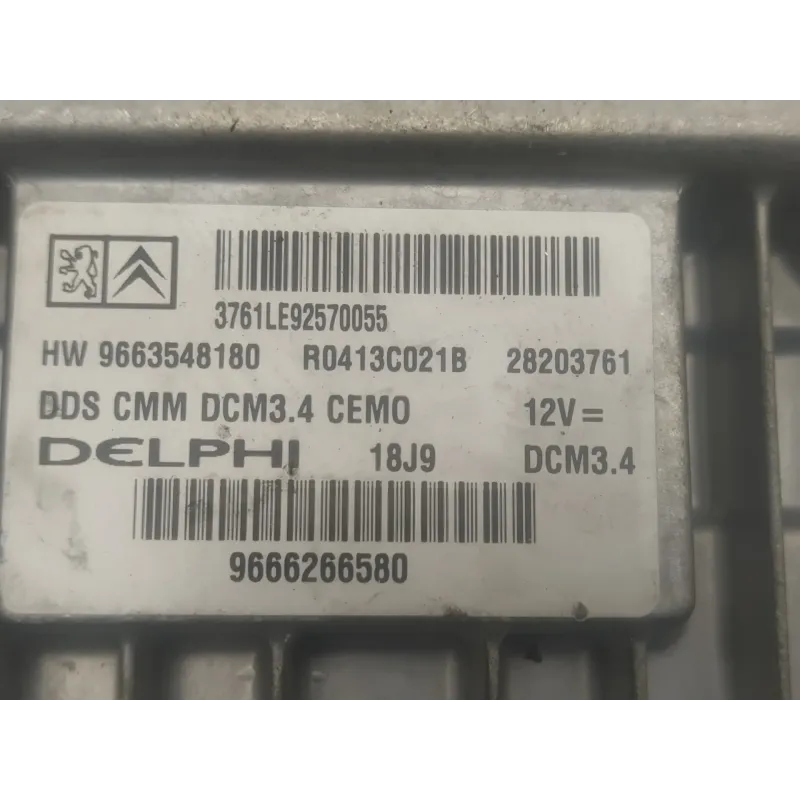 3761LE92570055
HW 9663548180 R0413C021B 28203761
DDS CMM DCM3.4 CEMO 12V=
DELPHI 18J9 DCM3.4
9666266580